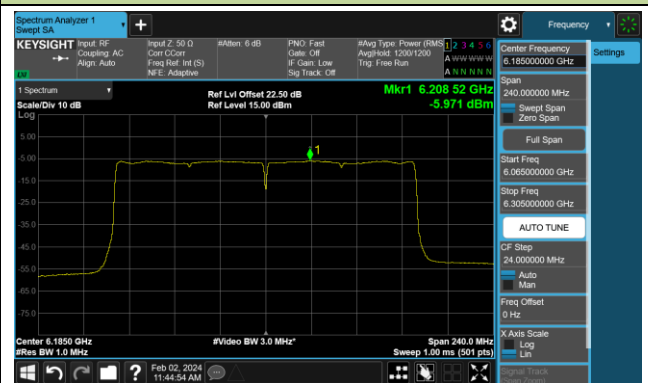 Spectrum Analyzer 1
Swept SA
Frequency
KEYSIGHT
Input: RF
Coupling: AC
Align: Auto
Input Z: 50 Ω
Corr CCorr
Freq Ref: Int (S)
NFE: Adaptive
#Atten: 6 dB
PNO: Fast
Gate: Off
IF Gain: Low
Sig Track: Off
#Avg Type: Power (RMS
Avg|Hold: 1200/1200
Trig: Free Run
1 2 3 4 5 6
A WW WW W
A N N N N N
Center Frequency
6.185000000 GHz
Settings
Span
240.000000 MHz
Swept Span
Zero Span
Full Span
Start Freq
6.065000000 GHz
Stop Freq
6.305000000 GHz
AUTO TUNE
CF Step
24.000000 MHz
Auto
Man
Freq Offset
0 Hz
X Axis Scale
Log
Lin
Signal Track
1 Spectrum
Scale/Div 10 dB
Log
Ref Lvl Offset 22.50 dB
Ref Level 15.00 dBm
Mkr1 6.208 52 GHz
-5.971 dBm
1
5.00
-5.00
-15.0
-25.0
-35.0
-45.0
-55.0
-65.0
-75.0
Center 6.1850 GHz
#Res BW 1.0 MHz
#Video BW 3.0 MHz*
Span 240.0 MHz
Sweep 1.00 ms (501 pts)
Feb 02, 2024
11:44:54 AM